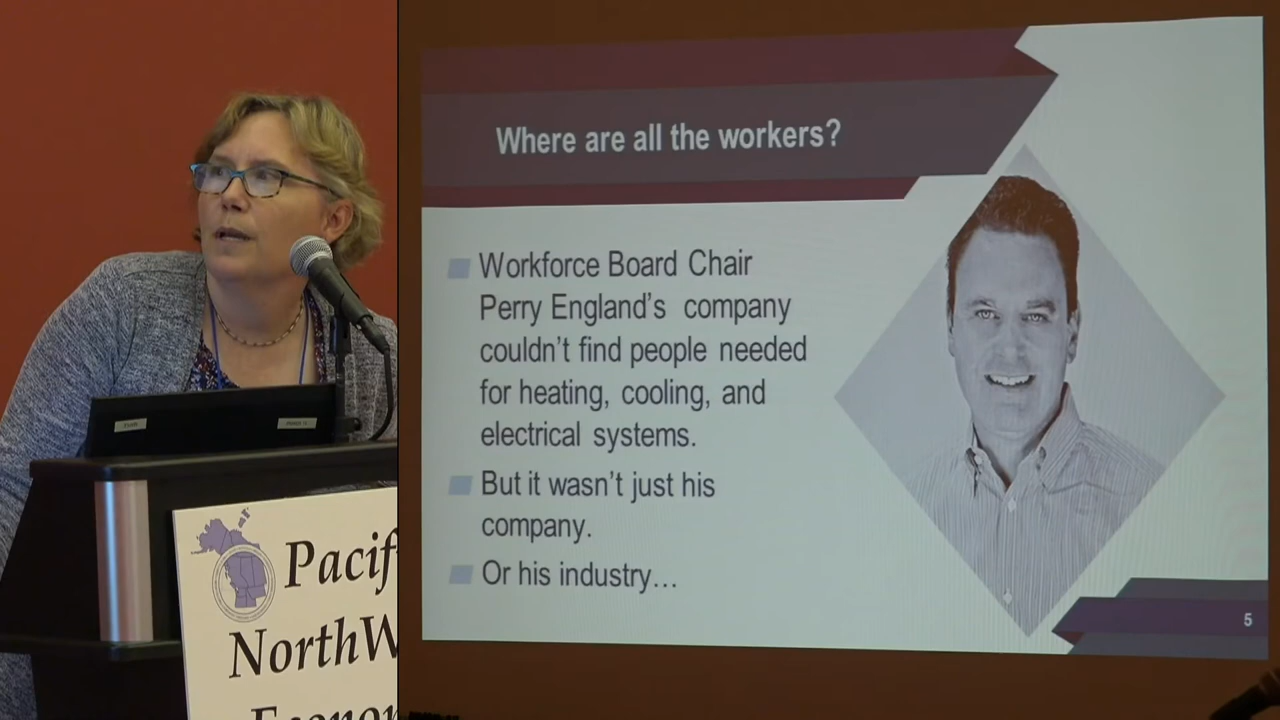 Where are all the workers?
Workforce Board Chair
Perry England's company
couldn't find people needed
for heating, cooling, and
electrical systems.
But it wasn't just his
company.
Or his industry...
5
Pacif
NorthW
Econor